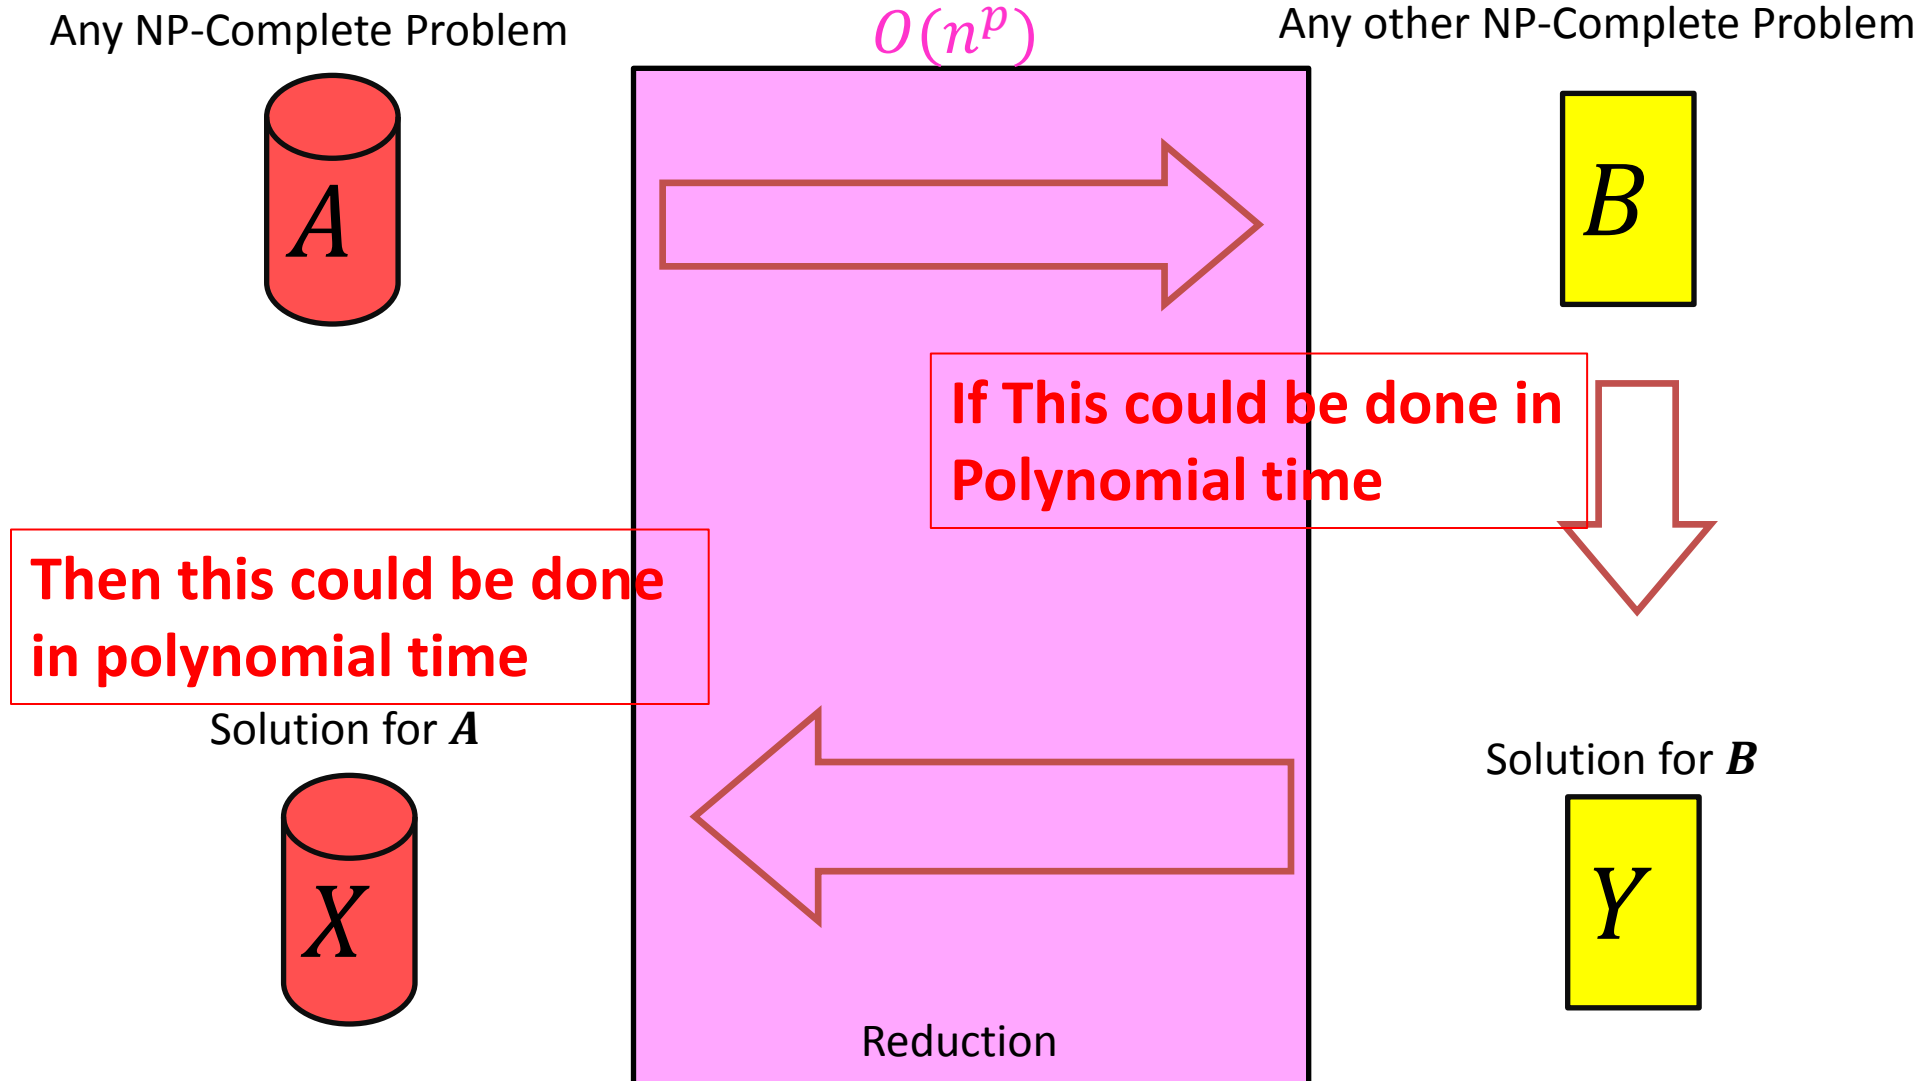 Any NP-Complete Problem
O(n^p)
Any other NP-Complete Problem
A
B
If This could be done in
Polynomial time
Then this could be done
in polynomial time
Solution for A
Solution for B
X
Y
Reduction